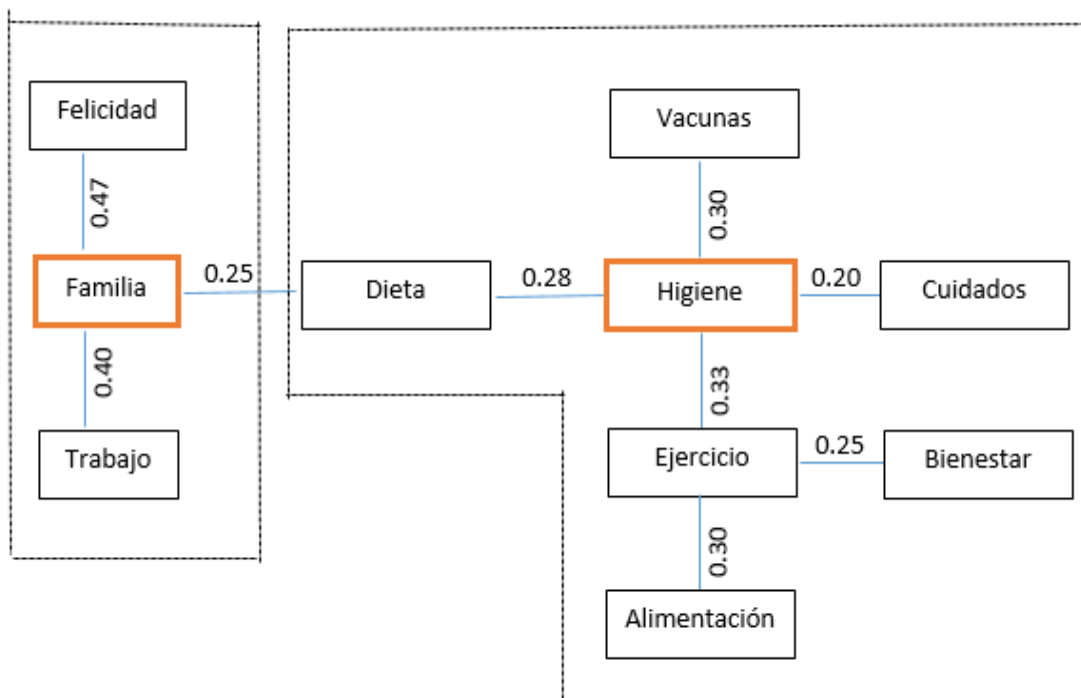 Felicidad
Vacunas
0.47
0.30
Familia
0.25
Dieta
0.28
Higiene
0.20
Cuidados
0.40
0.33
Trabajo
Ejercicio
0.25
Bienestar
0.30
Alimentación